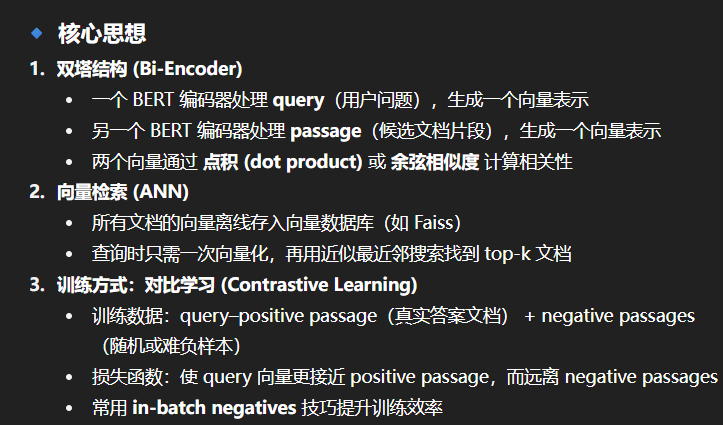 核心思想
1. 双塔结构 (Bi-Encoder)
• 一个 BERT 编码器处理 query（用户问题），生成一个向量表示
• 另一个 BERT 编码器处理 passage（候选文档片段），生成一个向量表示
• 两个向量通过 点积 (dot product) 或 余弦相似度 计算相关性
2. 向量检索 (ANN)
• 所有文档的向量离线存入向量数据库（如 Faiss）
• 查询时只需一次向量化，再用近似最近邻搜索找到 top-k 文档
3. 训练方式：对比学习 (Contrastive Learning)
• 训练数据：query–positive passage（真实答案文档） + negative passages
（随机或难负样本）
• 损失函数：使 query 向量更接近 positive passage，而远离 negative passages
• 常用 in-batch negatives 技巧提升训练效率